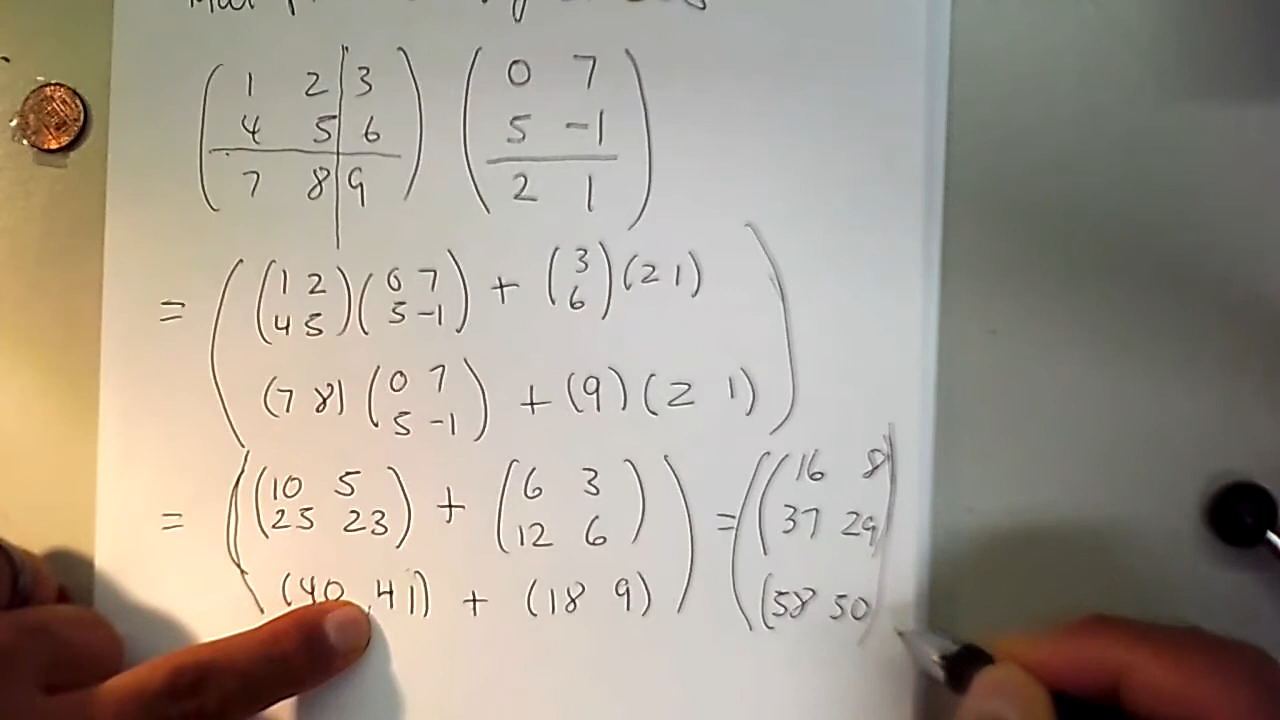 1 2 3 0 7
4 5 6 5 -1
7 8 9 2 1
= ( (1 2) (0 7) + (3) (2 1)
4 5 5 -1 6
(7 8) (0 7) + (9) (2 1) )
5 -1
= ( (10 5) + (6 3) ) = ( (16 8)
25 23 12 6 37 29
(40 41) + (18 9) (58 50)